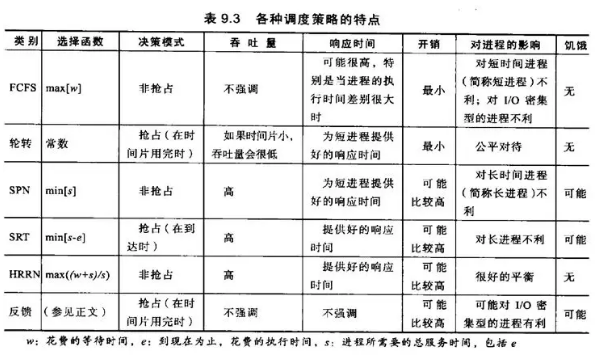 表 9.3 各种调度策略的特点
类别 选择函数 决策模式 吞吐量 响应时间 开销 对进程的影响 饥饿
FCFS max[w] 非抢占 不强调 可能很高，特别是当进程的执行时间差别很大时 最小 对短时间进程（简称短进程）不利；对 I/O 密集型的进程不利 无
轮转 常数 抢占（在时间片用完时） 如果时间片小，吞吐量会很低 为短进程提供好的响应时间 最小 公平对待 无
SPN min[s] 非抢占 高 为短进程提供好的响应时间 可能比较高 对长时间进程（简称长进程）不利 可能
SRT min[s-e] 抢占（在到达时） 高 提供好的响应时间 可能比较高 对长进程不利 可能
HRRN max((w+s)/s) 非抢占 高 提供好的响应时间 可能比较高 很好的平衡 无
反馈 （参见正文） 抢占（在时间片用完时） 不强调 不强调 可能比较高 可能对 I/O 密集型的进程有利 可能
w：花费的等待时间，e：到现在为止，花费的执行时间，s：进程所需要的总服务时间，包括 e